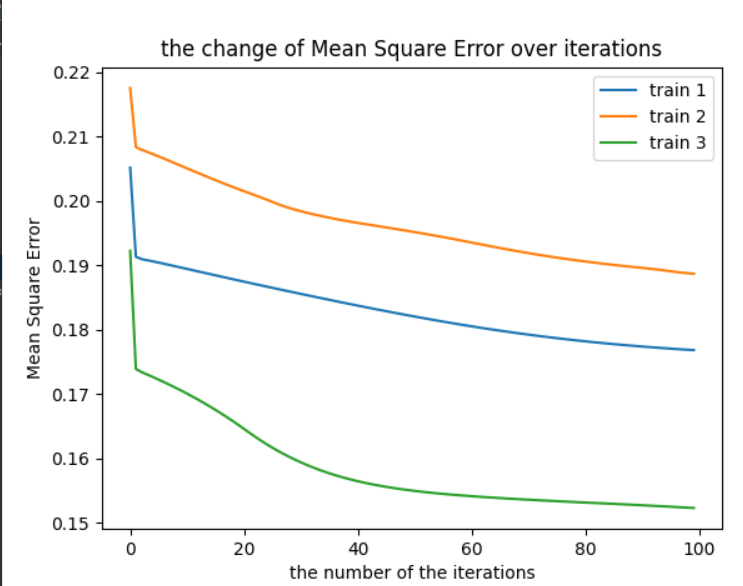 the change of Mean Square Error over iterations
0.22
0.21
0.20
0.19
0.18
0.17
0.16
0.15
Mean Square Error
train 1
train 2
train 3
0 20 40 60 80 100
the number of the iterations